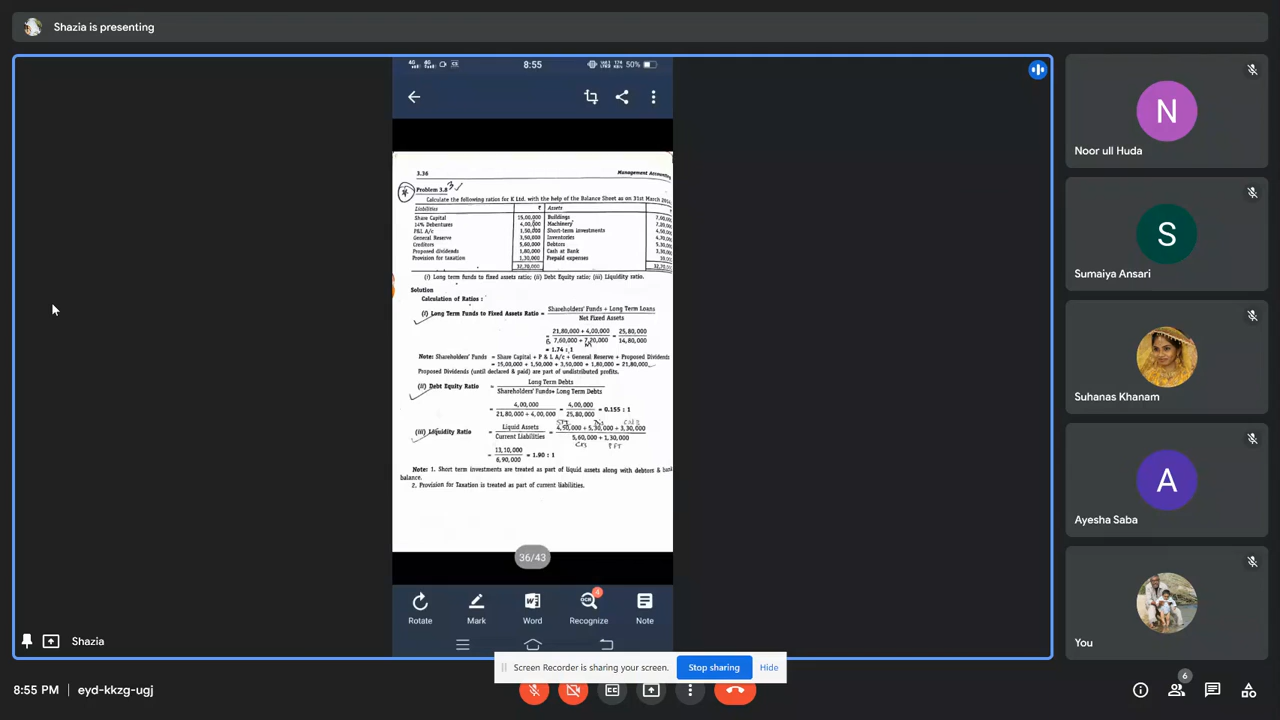 Shazia is presenting
8:55
50%
3.36 Management Accounting
Problem 3.8
Calculate the following ratios for K Ltd. with the help of the Balance Sheet as on 31st March
Liabilities ₹ Assets
Share Capital 15,00,000 Buildings
14% Debentures 4,00,000 Machinery
P&L A/c 1,50,000 Short-term investments
General Reserve 3,50,000 Inventories
Creditors 5,60,000 Debtors
Proposed dividends 1,80,000 Cash at Bank
Provision for taxation 1,30,000 Prepaid expenses
32,70,000
(i) Long term funds to fixed assets ratio; (ii) Debt Equity ratio; (iii) Liquidity ratio.
Solution
Calculation of Ratios :
(i) Long Term Funds to Fixed Assets Ratio = Shareholders' Funds + Long Term Loans
Net Fixed Assets
= 21,80,000 + 4,00,000 = 25,80,000
7,60,000 + 7,20,000 14,80,000
= 1.74 : 1
Note: Shareholders' Funds = Share Capital + P & L A/c + General Reserve + Proposed Dividends
= 15,00,000 + 1,50,000 + 3,50,000 + 1,80,000 = 21,80,000
Proposed Dividends (until declared & paid) are part of undistributed profits.
(ii) Debt Equity Ratio = Long Term Debts
Shareholders' Funds+ Long Term Debts
= 4,00,000 = 4,00,000 = 0.155 : 1
21,80,000 + 4,00,000 25,80,000
(iii) Liquidity Ratio = Liquid Assets = 4,50,000 + 5,30,000 + 3,30,000
Current Liabilities 5,60,000 + 1,30,000
= 13,10,000 = 1.90 : 1
6,90,000
Note: 1. Short term investments are treated as part of liquid assets along with debtors & bank
balance.
2. Provision for Taxation is treated as part of current liabilities.
36/43
4
Rotate Mark Word Recognize Note
Shazia
Screen Recorder is sharing your screen. Stop sharing Hide
8:55 PM eyd-kkzg-ugj
6
N
Noor ull Huda
S
Sumaiya Ansari
Suhanas Khanam
A
Ayesha Saba
You